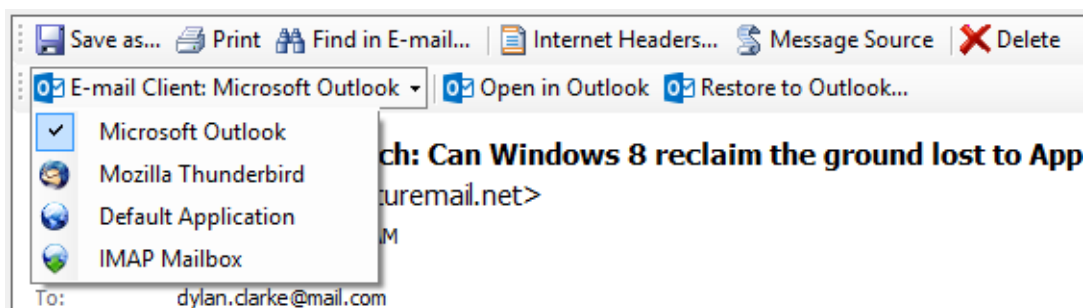 Save as... Print Find in E-mail... Internet Headers... Message Source Delete
E-mail Client: Microsoft Outlook Open in Outlook Restore to Outlook...
Microsoft Outlook
ch: Can Windows 8 reclaim the ground lost to App
Mozilla Thunderbird
turemail.net>
Default Application
AM
IMAP Mailbox
To: dylan.clarke@mail.com